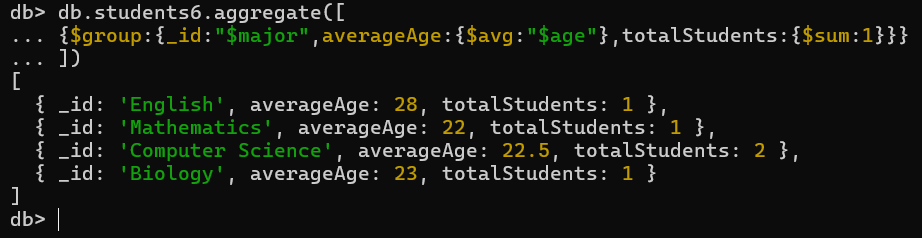 db> db.students6.aggregate([
... {$group:{_id:"$major",averageAge:{$avg:"$age"},totalStudents:{$sum:1}}}
... ])
[
  { _id: 'English', averageAge: 28, totalStudents: 1 },
  { _id: 'Mathematics', averageAge: 22, totalStudents: 1 },
  { _id: 'Computer Science', averageAge: 22.5, totalStudents: 2 },
  { _id: 'Biology', averageAge: 23, totalStudents: 1 }
]
db>